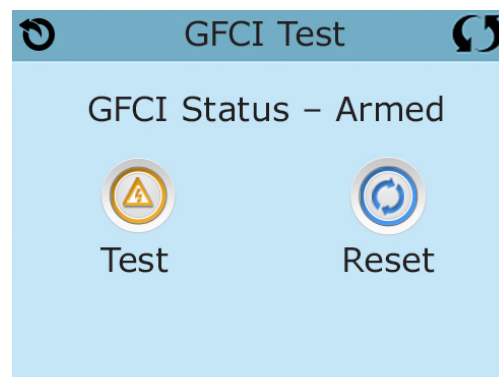 GFCI Test
GFCI Status – Armed
Test
Reset